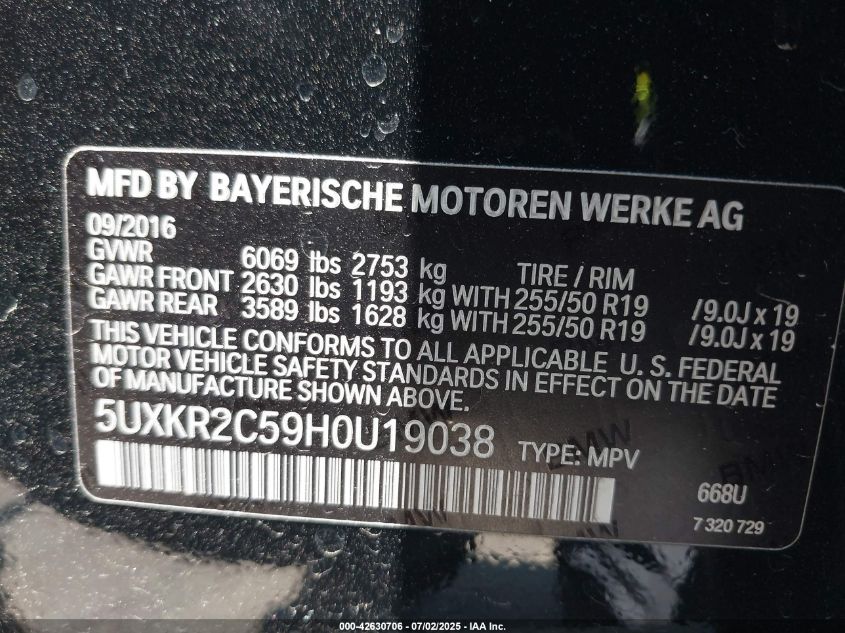 MFD BY BAYERISCHE MOTOREN WERKE AG
09/2016
GVWR 6069 lbs 2753 kg TIRE / RIM
GAWR FRONT 2630 lbs 1193 kg WITH 255/50 R19 /9.0J x 19
GAWR REAR 3589 lbs 1628 kg WITH 255/50 R19 /9.0J x 19
THIS VEHICLE CONFORMS TO ALL APPLICABLE U. S. FEDERAL
MOTOR VEHICLE SAFETY STANDARDS IN EFFECT ON THE DATE
OF MANUFACTURE SHOWN ABOVE.
5UXKR2C59H0U19038 TYPE: MPV
668U
7 320 729
000-42630706 - 07/02/2025 - IAA Inc.